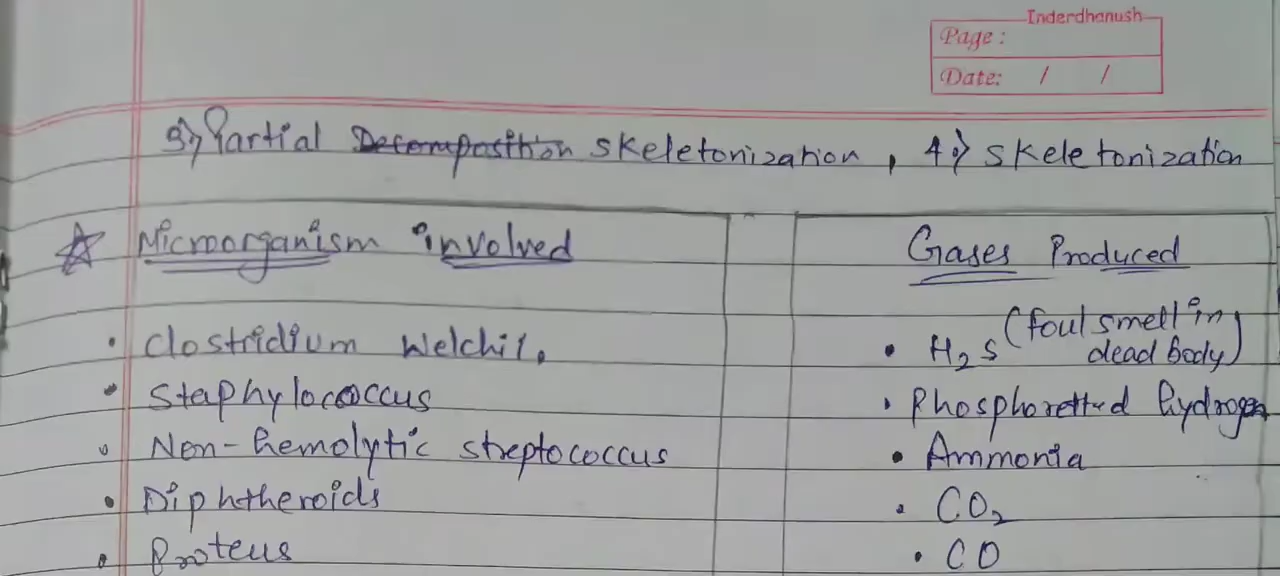 Inderdhanush
Page :
Date: / /
3) Partial Decomposition skeletonization, 4) skeletonization
☆ Microorganism involved
• Clostridium Welchii,
• Staphylococcus
• Non-hemolytic streptococcus
• Diphtheroids
• Proteus
Gases Produced
• H₂S (foul smell in dead body)
• Phosphoretted hydrogen
• Ammonia
• CO₂
• CO